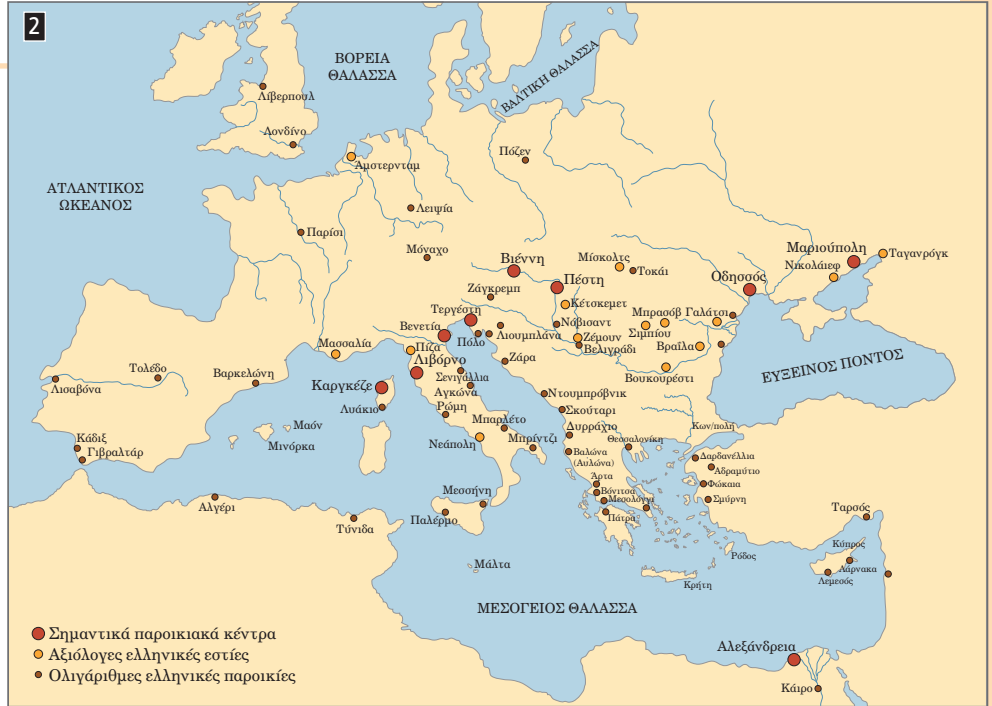 2
ΒΟΡΕΙΑ
ΘΑΛΑΣΣΑ
ΒΑΛΤΙΚΗ ΘΑΛΑΣΣΑ
Λίβερπουλ
Λονδίνο
Άμστερνταμ
Πόζεν
ΑΤΛΑΝΤΙΚΟΣ
ΩΚΕΑΝΟΣ
Λειψία
Παρίσι
Μόναχο
Βιέννη
Μίσκολτς
Τοκάι
Μαριούπολη
Ταγανρόγκ
Νικολάιεφ
Οδησσός
Πέστη
Ζάγκρεμπ
Κέτσκεμετ
Τεργέστη
Βενετία
Πόλο
Λιουμπλάνα
Νόβισαντ
Ζέμουν
Βελιγράδι
Μπρασόβ
Γαλάτσι
Σιμπίου
Βραΐλα
Βουκουρέστι
ΕΥΞΕΙΝΟΣ ΠΟΝΤΟΣ
Μασσαλία
Πίζα
Λιβόρνο
Ζάρα
Σενιγάλλια
Αγκώνα
Καργκέζε
Λυάκιο
Ρώμη
Τολέδο
Βαρκελώνη
Λισαβόνα
Ντουμπρόβνικ
Σκούταρι
Μπαρλέτο
Μπρίντζι
Νεάπολη
Δυρράχιο
Βαλώνα
(Αυλώνα)
Θεσσαλονίκη
Κων/πολή
Μαόν
Μινόρκα
Κάδιξ
Γιβραλτάρ
Δαρδανέλλια
Αδραμύτιο
Φώκαια
Σμύρνη
Άρτα
Βόνιτσα
Μεσολόγγι
Πάτρα
Μεσσήνη
Παλέρμο
Αλγέρι
Τύνιδα
Μάλτα
Ταρσός
Κύπρος
Λάρνακα
Λεμεσός
Ρόδος
Κρήτη
ΜΕΣΟΓΕΙΟΣ ΘΑΛΑΣΣΑ
Αλεξάνδρεια
Κάιρο
Σημαντικά παροικιακά κέντρα
Αξιόλογες ελληνικές εστίες
Ολιγάριθμες ελληνικές παροικίες